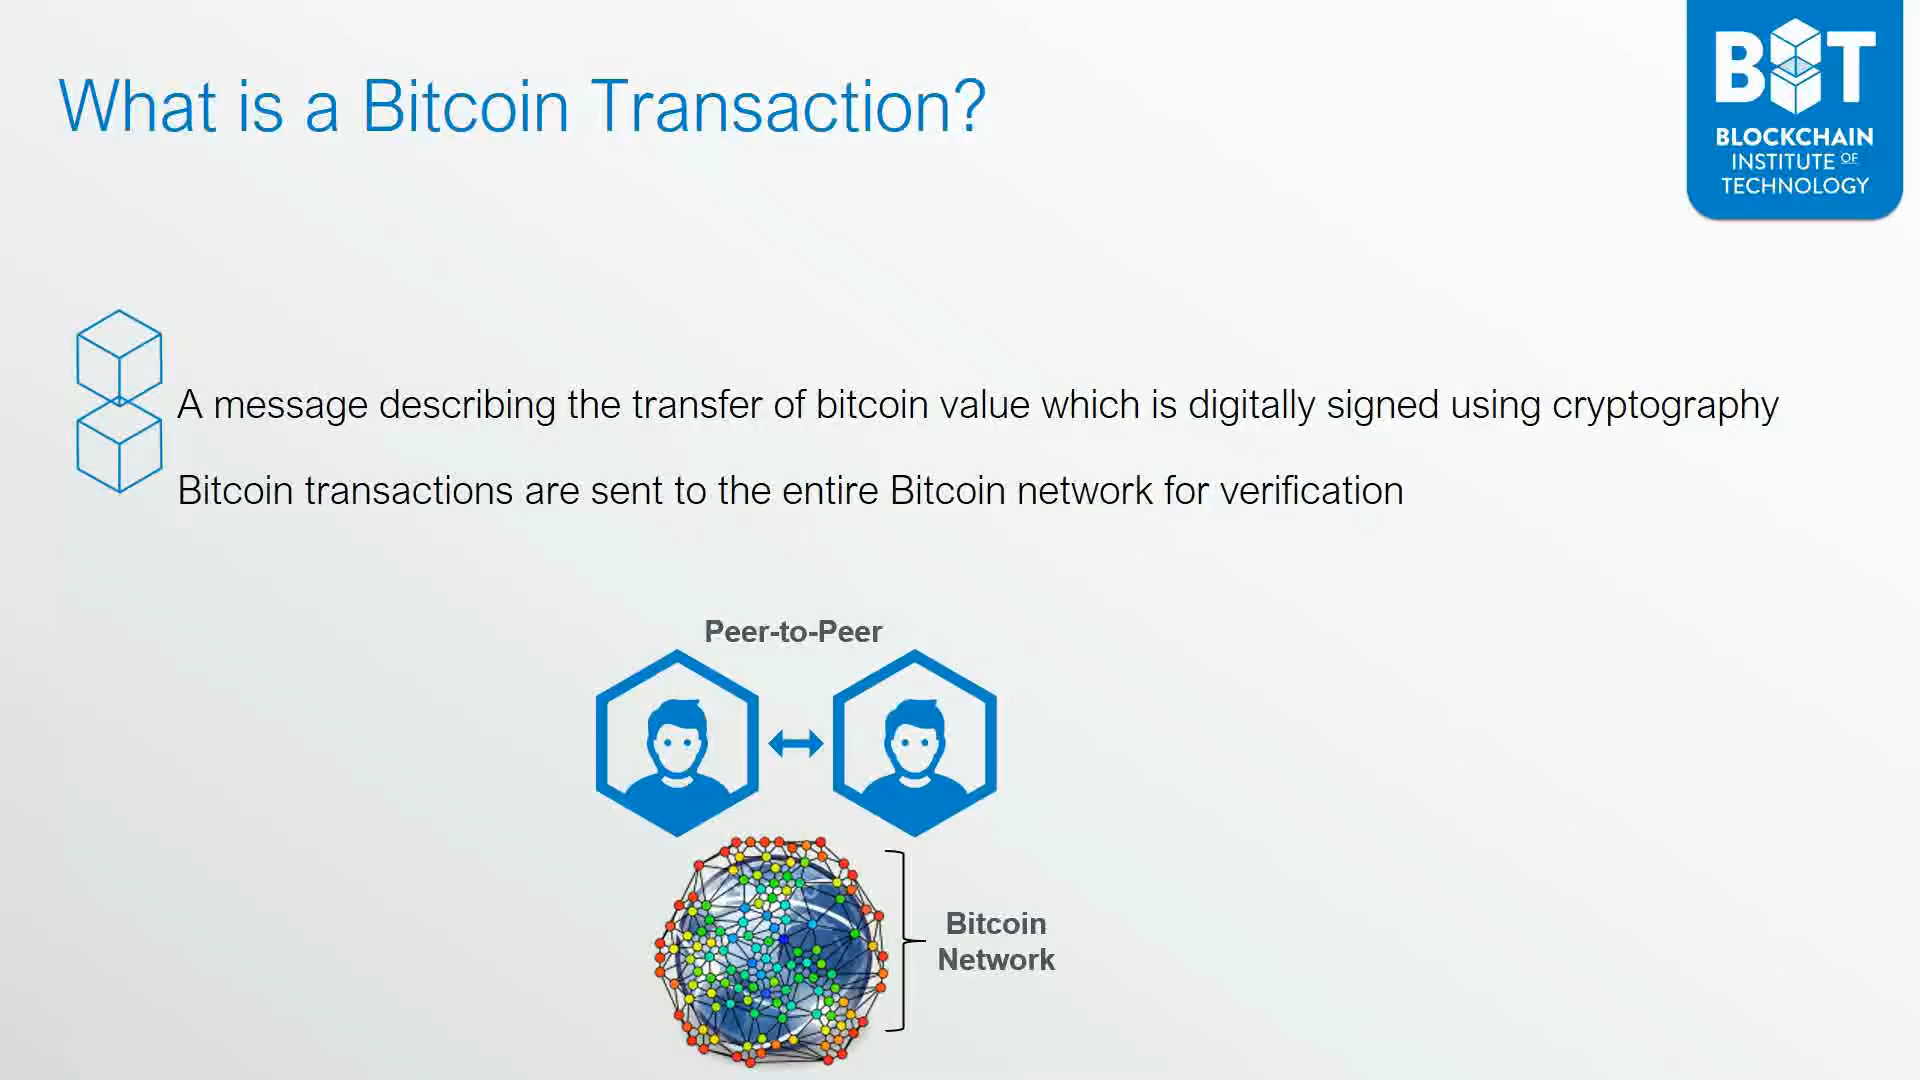 What is a Bitcoin Transaction?
BIT
BLOCKCHAIN
INSTITUTE OF
TECHNOLOGY
A message describing the transfer of bitcoin value which is digitally signed using cryptography
Bitcoin transactions are sent to the entire Bitcoin network for verification
Peer-to-Peer
Bitcoin
Network